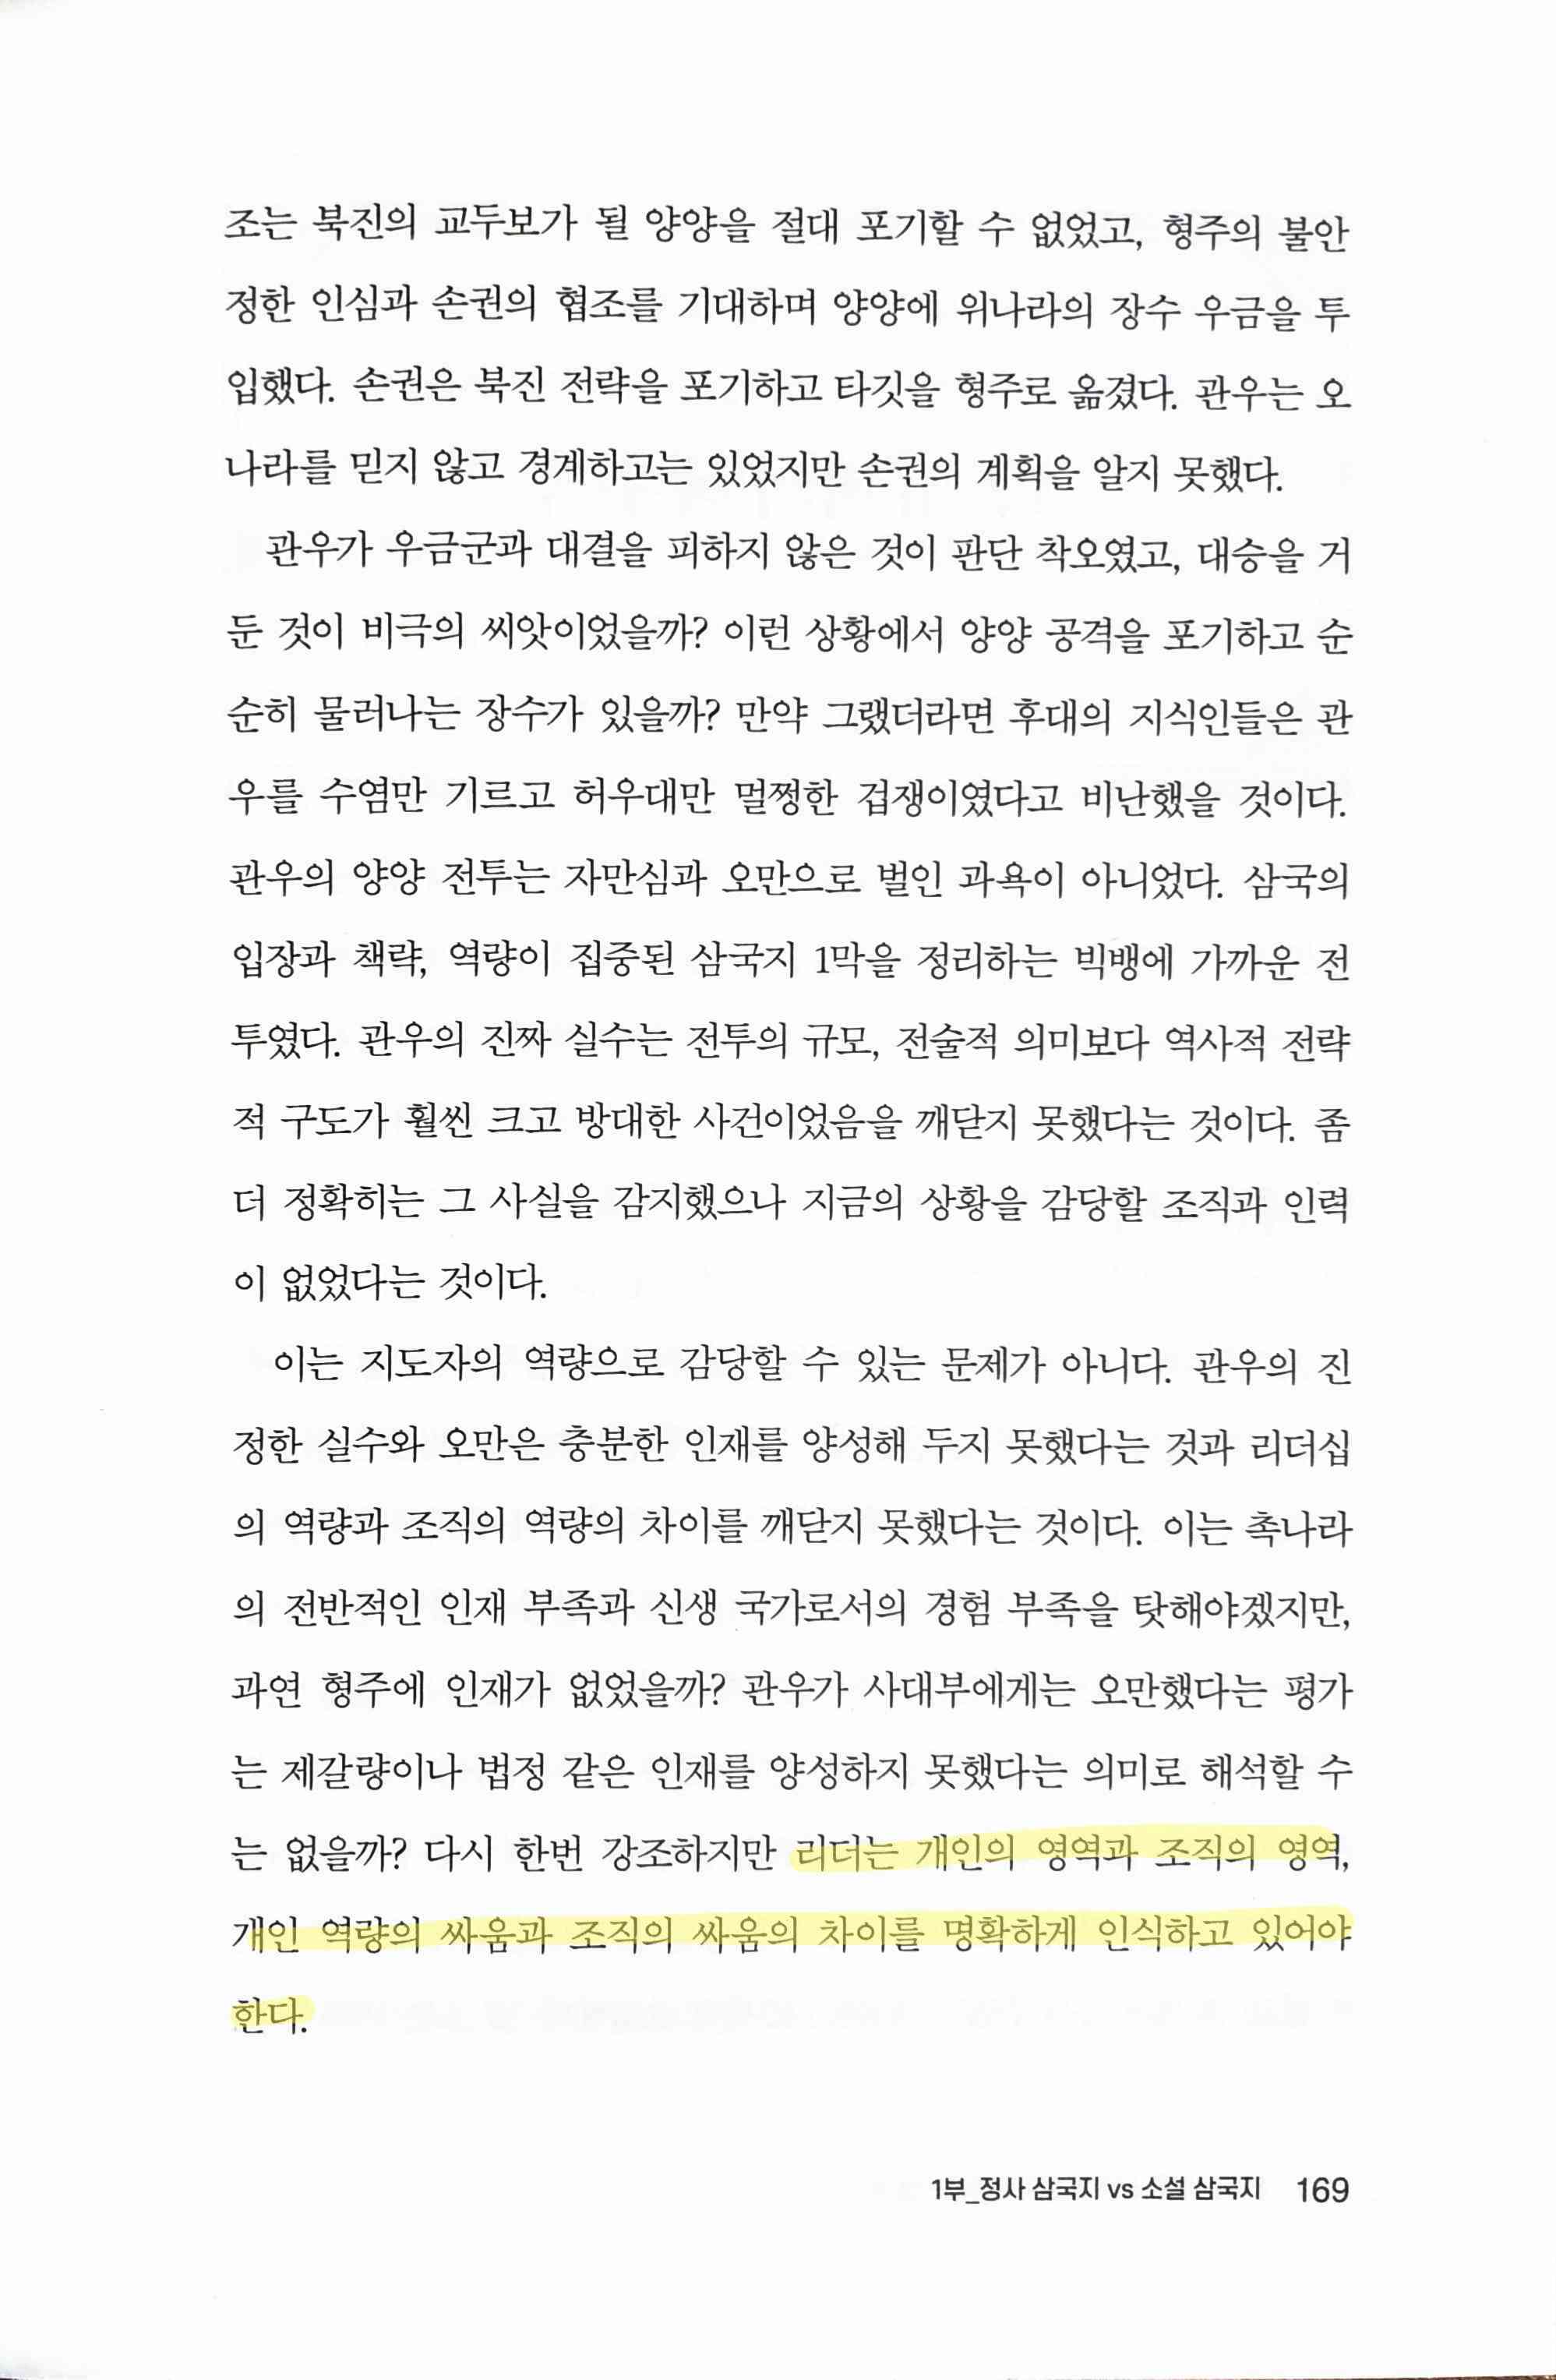 조는 북진의 교두보가 될 양양을 절대 포기할 수 없었고, 형주의 불안
정한 인심과 손권의 협조를 기대하며 양양에 위나라의 장수 우금을 투
입했다. 손권은 북진 전략을 포기하고 타깃을 형주로 옮겼다. 관우는 오
나라를 믿지 않고 경계하고는 있었지만 손권의 계획을 알지 못했다.
관우가 우금군과 대결을 피하지 않은 것이 판단 착오였고, 대승을 거
둔 것이 비극의 씨앗이었을까? 이런 상황에서 양양 공격을 포기하고 순
순히 물러나는 장수가 있을까? 만약 그랬더라면 후대의 지식인들은 관
우를 수염만 기르고 허우대만 멀쩡한 겁쟁이였다고 비난했을 것이다.
관우의 양양 전투는 자만심과 오만으로 벌인 과욕이 아니었다. 삼국의
입장과 책략, 역량이 집중된 삼국지 1막을 정리하는 빅뱅에 가까운 전
투였다. 관우의 진짜 실수는 전투의 규모, 전술적 의미보다 역사적 전략
적 구도가 훨씬 크고 방대한 사건이었음을 깨닫지 못했다는 것이다. 좀
더 정확히는 그 사실을 감지했으나 지금의 상황을 감당할 조직과 인력
이 없었다는 것이다.
이는 지도자의 역량으로 감당할 수 있는 문제가 아니다. 관우의 진
정한 실수와 오만은 충분한 인재를 양성해 두지 못했다는 것과 리더십
의 역량과 조직의 역량의 차이를 깨닫지 못했다는 것이다. 이는 촉나라
의 전반적인 인재 부족과 신생 국가로서의 경험 부족을 탓해야겠지만,
과연 형주에 인재가 없었을까? 관우가 사대부에게는 오만했다는 평가
는 제갈량이나 법정 같은 인재를 양성하지 못했다는 의미로 해석할 수
는 없을까? 다시 한번 강조하지만 리더는 개인의 영역과 조직의 영역,
개인 역량의 싸움과 조직의 싸움의 차이를 명확하게 인식하고 있어야
한다.
1부_정사 삼국지 vs 소설 삼국지 169